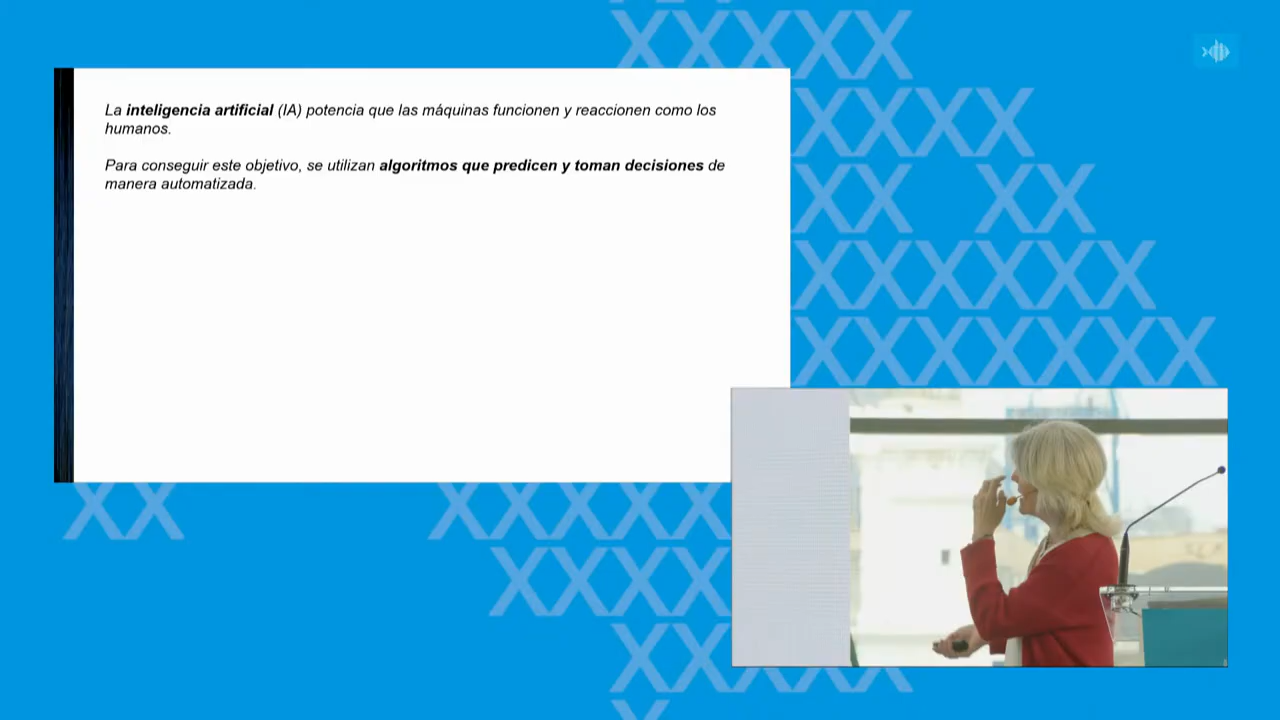 La inteligencia artificial (IA) potencia que las máquinas funcionen y reaccionen como los
humanos.
Para conseguir este objetivo, se utilizan algoritmos que predicen y toman decisiones de
manera automatizada.